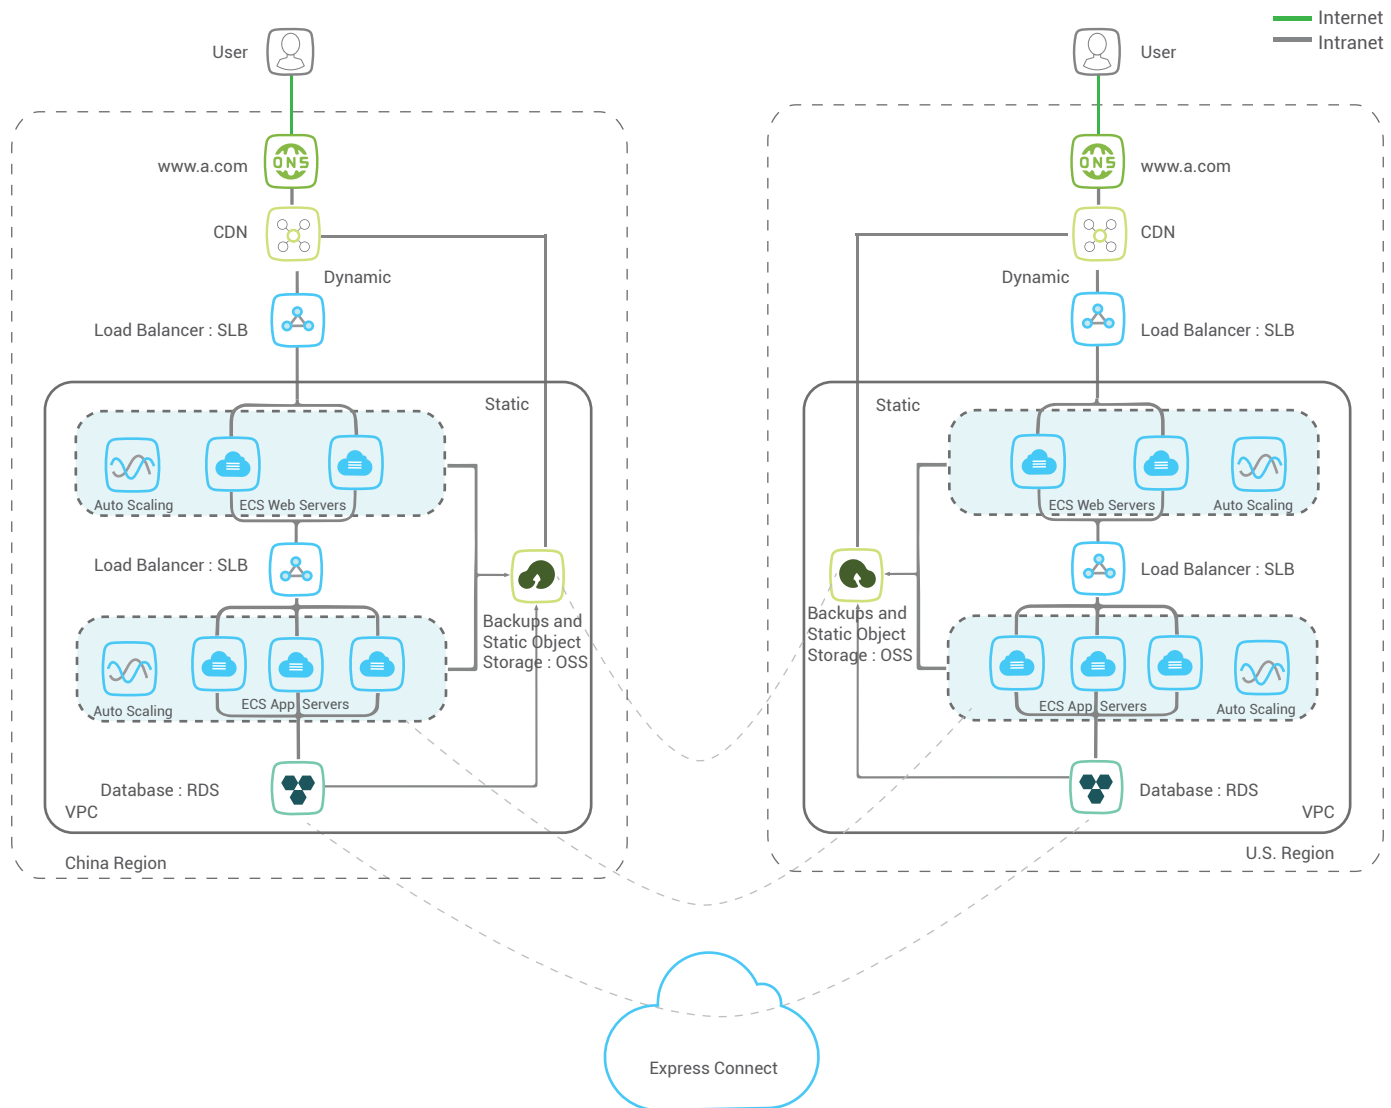 Internet
Intranet
User
www.a.com
ONS
CDN
Dynamic
Load Balancer : SLB
Static
Auto Scaling
ECS Web Servers
Load Balancer : SLB
Backups and
Static Object
Storage : OSS
Auto Scaling
ECS App Servers
Database : RDS
VPC
China Region
User
ONS
www.a.com
CDN
Dynamic
Load Balancer : SLB
Static
ECS Web Servers
Auto Scaling
Load Balancer : SLB
Backups and
Static Object
Storage : OSS
ECS App Servers
Auto Scaling
Database : RDS
VPC
U.S. Region
Express Connect